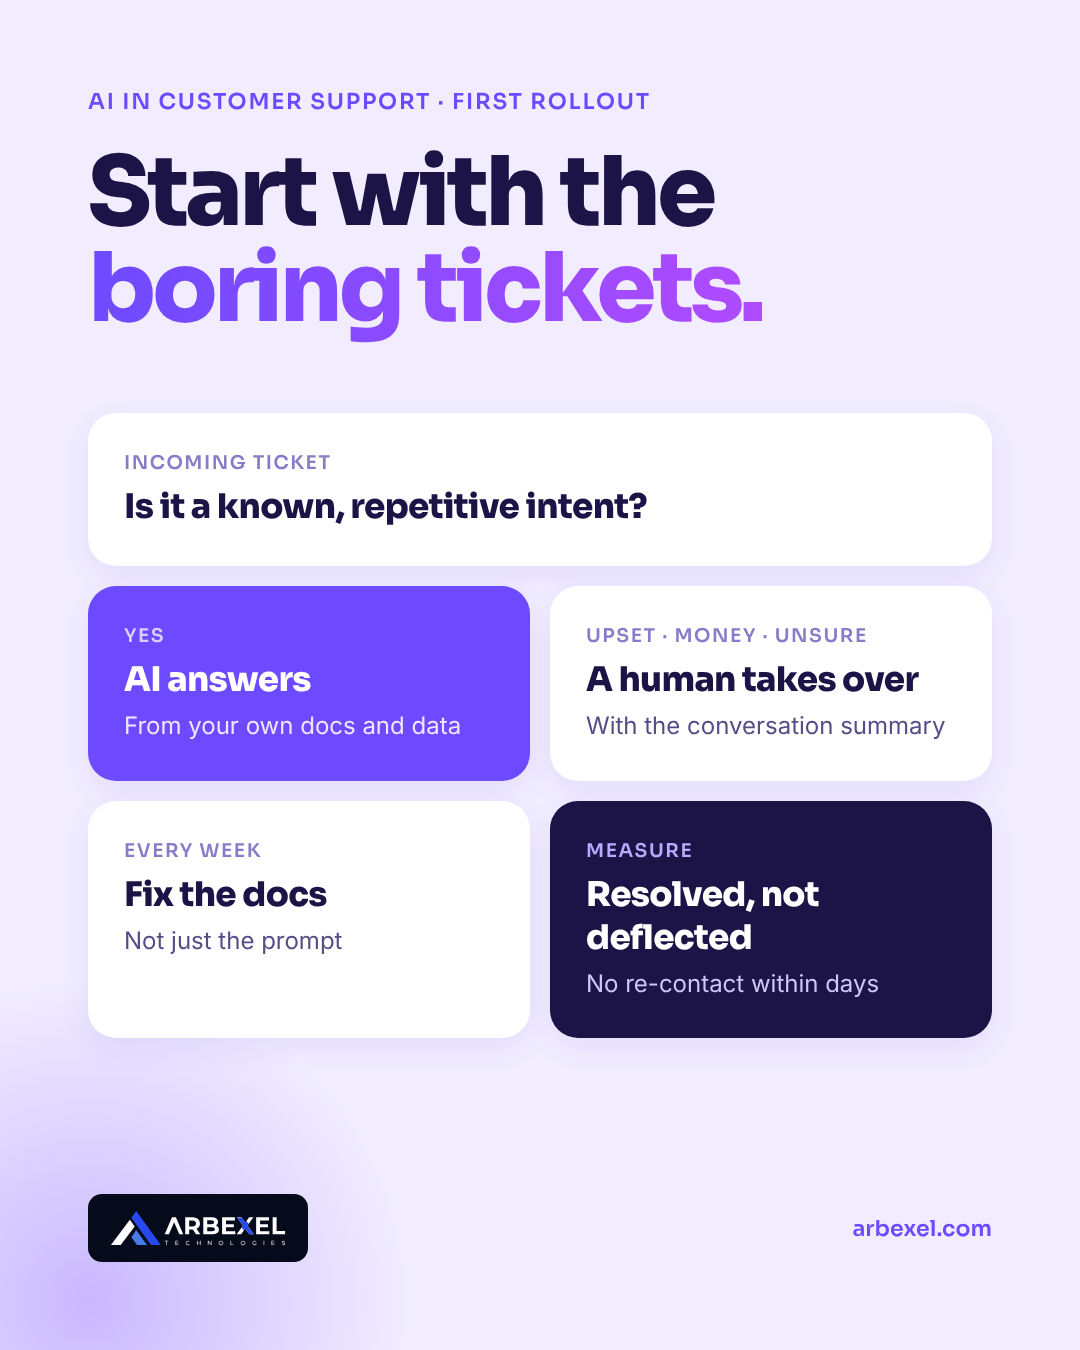 AI IN CUSTOMER SUPPORT · FIRST ROLLOUT
Start with the
boring tickets.
INCOMING TICKET
Is it a known, repetitive intent?
YES
AI answers
From your own docs and data
UPSET · MONEY · UNSURE
A human takes over
With the conversation summary
EVERY WEEK
Fix the docs
Not just the prompt
MEASURE
Resolved, not
deflected
No re-contact within days
ARBEXEL
TECHNOLOGIES
arbexel.com